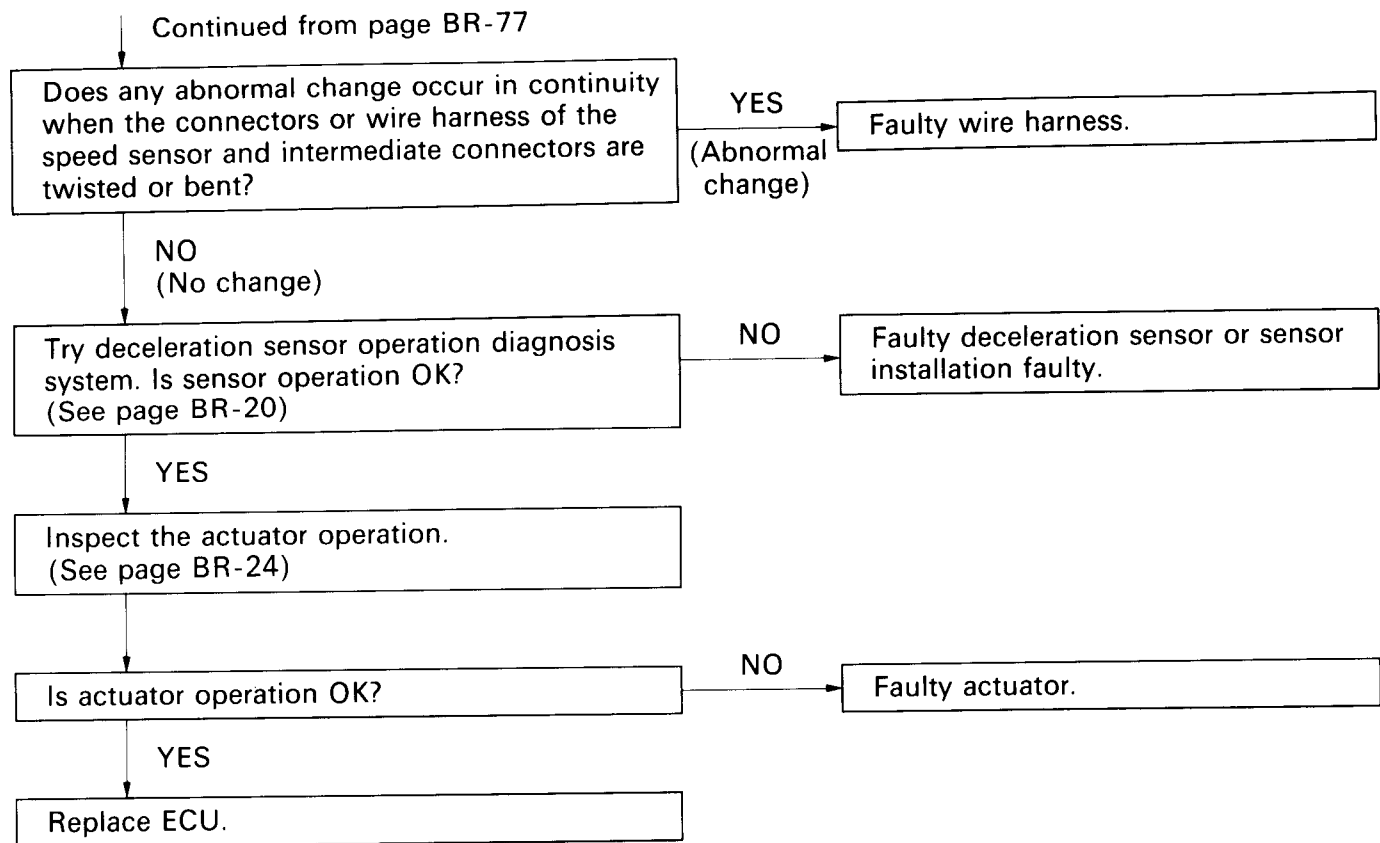 Continued from page BR-77
Does any abnormal change occur in continuity
when the connectors or wire harness of the
speed sensor and intermediate connectors are
twisted or bent?
YES
(Abnormal
change)
Faulty wire harness.
NO
(No change)
Try deceleration sensor operation diagnosis
system. Is sensor operation OK?
(See page BR-20)
NO
Faulty deceleration sensor or sensor
installation faulty.
YES
Inspect the actuator operation.
(See page BR-24)
Is actuator operation OK?
NO
Faulty actuator.
YES
Replace ECU.